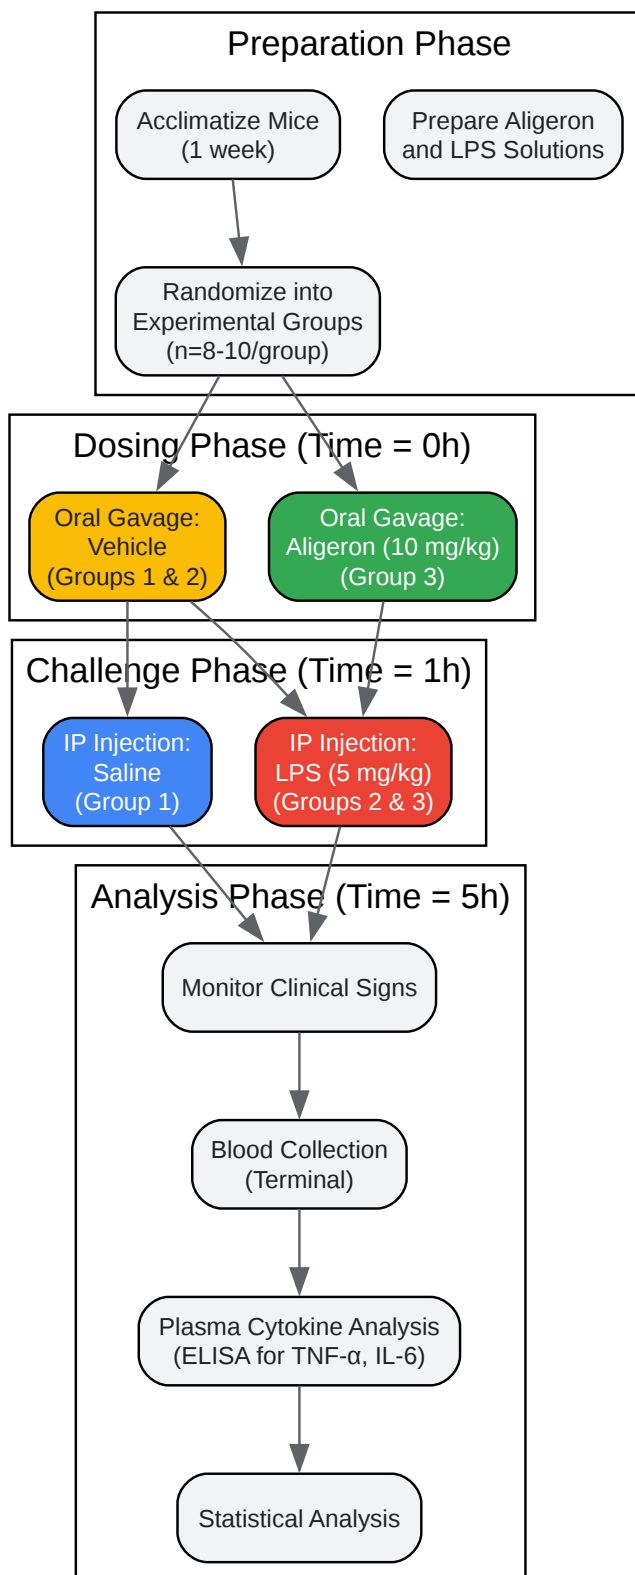 Preparation Phase
Acclimatize Mice
(1 week)
Prepare Aligeron
and LPS Solutions
Randomize into
Experimental Groups
(n=8-10/group)
Dosing Phase (Time = 0h)
Oral Gavage:
Vehicle
(Groups 1 & 2)
Oral Gavage:
Aligeron (10 mg/kg)
(Group 3)
Challenge Phase (Time = 1h)
IP Injection:
Saline
(Group 1)
IP Injection:
LPS (5 mg/kg)
(Groups 2 & 3)
Analysis Phase (Time = 5h)
Monitor Clinical Signs
Blood Collection
(Terminal)
Plasma Cytokine Analysis
(ELISA for TNF-α, IL-6)
Statistical Analysis